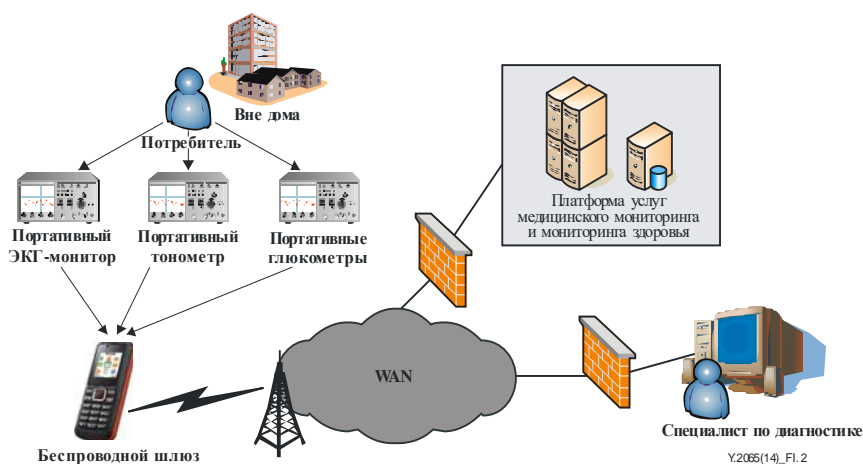 Вне дома
Потребитель
Портативный
ЭКГ-монитор
Портативный
тонометр
Портативные
глюкометры
Платформа услуг
медицинского мониторинга
и мониторинга здоровья
WAN
Беспроводной шлюз
Специалист по диагностике
Y.2065(14)_FI.2